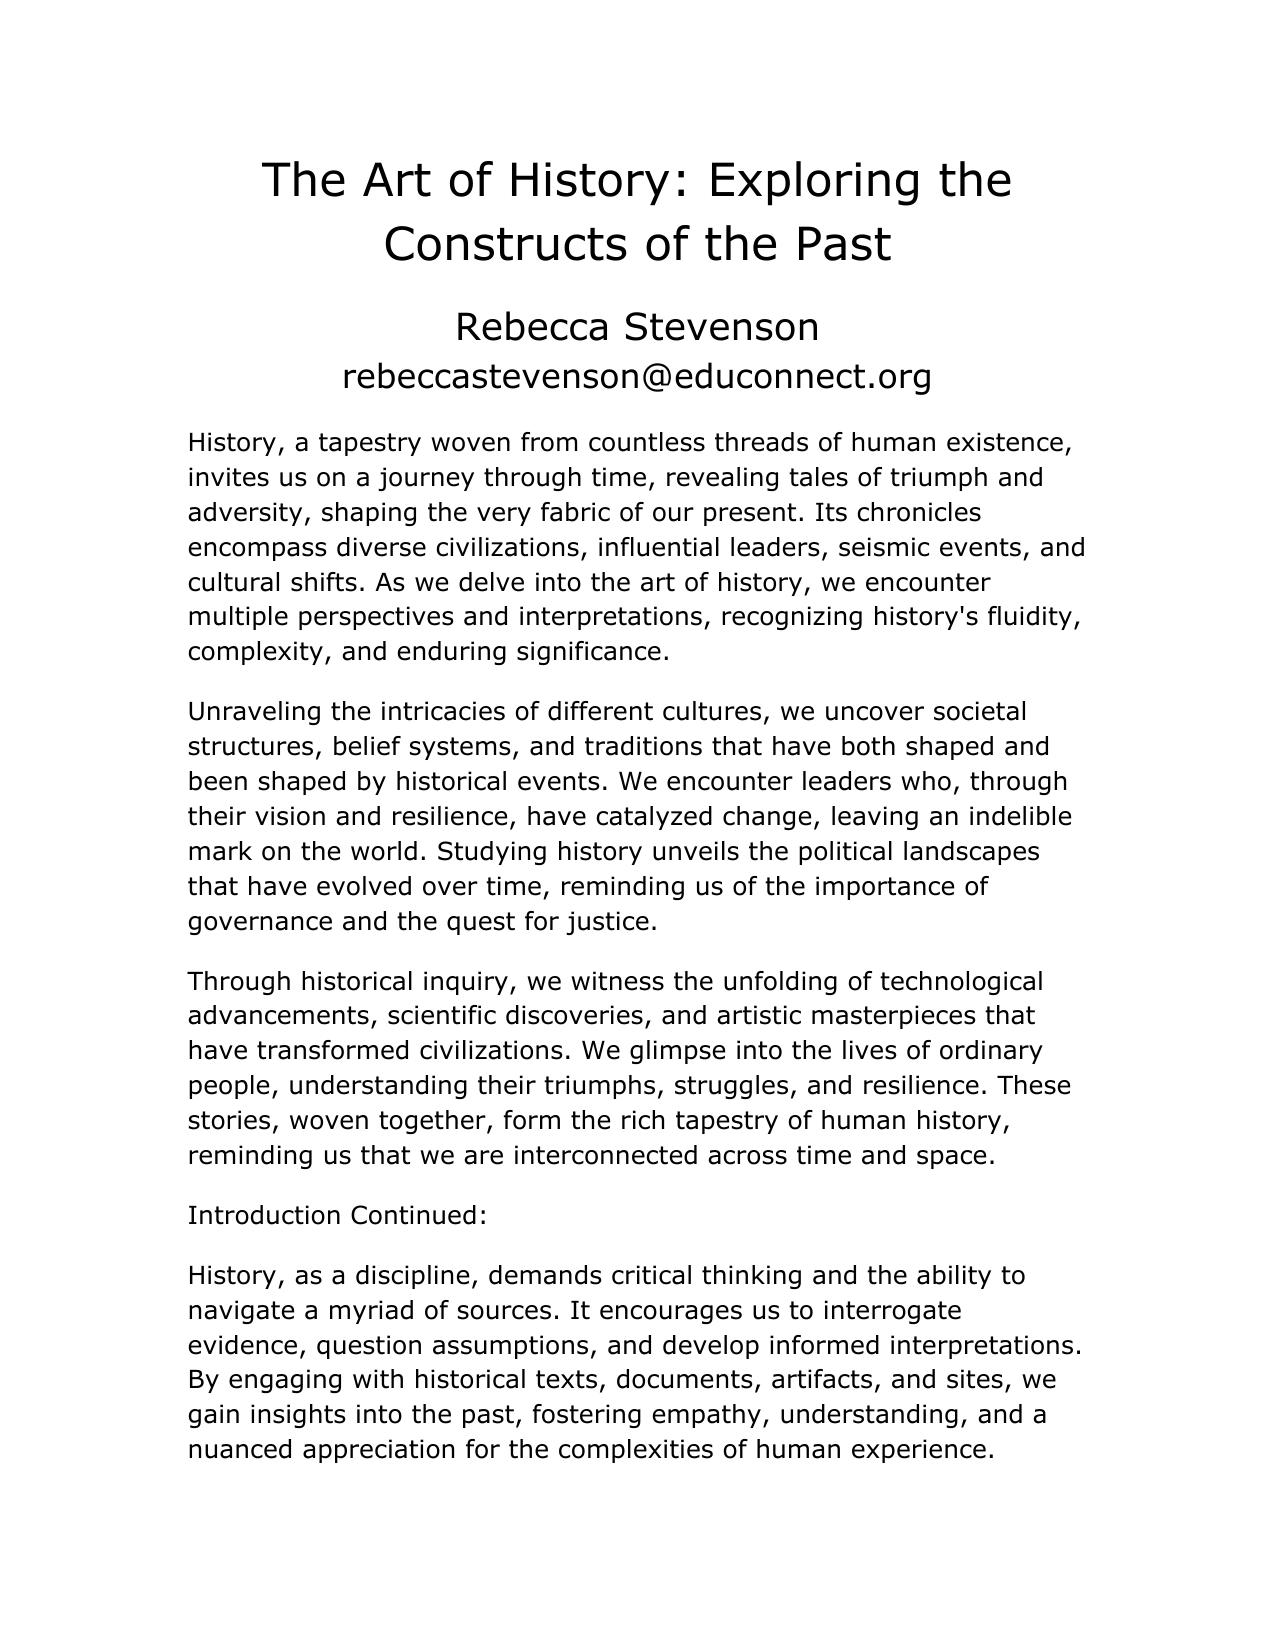 The Art of History: Exploring the
Constructs of the Past
Rebecca Stevenson
rebeccastevenson@educonnect.org
History, a tapestry woven from countless threads of human existence,
invites us on a journey through time, revealing tales of triumph and
adversity, shaping the very fabric of our present. Its chronicles
encompass diverse civilizations, influential leaders, seismic events, and
cultural shifts. As we delve into the art of history, we encounter
multiple perspectives and interpretations, recognizing history's fluidity,
complexity, and enduring significance.
Unraveling the intricacies of different cultures, we uncover societal
structures, belief systems, and traditions that have both shaped and
been shaped by historical events. We encounter leaders who, through
their vision and resilience, have catalyzed change, leaving an indelible
mark on the world. Studying history unveils the political landscapes
that have evolved over time, reminding us of the importance of
governance and the quest for justice.
Through historical inquiry, we witness the unfolding of technological
advancements, scientific discoveries, and artistic masterpieces that
have transformed civilizations. We glimpse into the lives of ordinary
people, understanding their triumphs, struggles, and resilience. These
stories, woven together, form the rich tapestry of human history,
reminding us that we are interconnected across time and space.
Introduction Continued:
History, as a discipline, demands critical thinking and the ability to
navigate a myriad of sources. It encourages us to interrogate
evidence, question assumptions, and develop informed interpretations.
By engaging with historical texts, documents, artifacts, and sites, we
gain insights into the past, fostering empathy, understanding, and a
nuanced appreciation for the complexities of human experience.